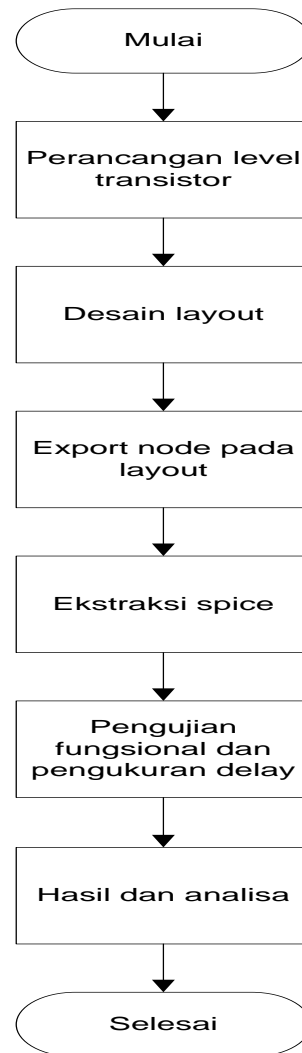 Mulai
Perancangan level
transistor
Desain layout
Export node pada
layout
Ekstraksi spice
Pengujian
fungsional dan
pengukuran delay
Hasil dan analisa
Selesai